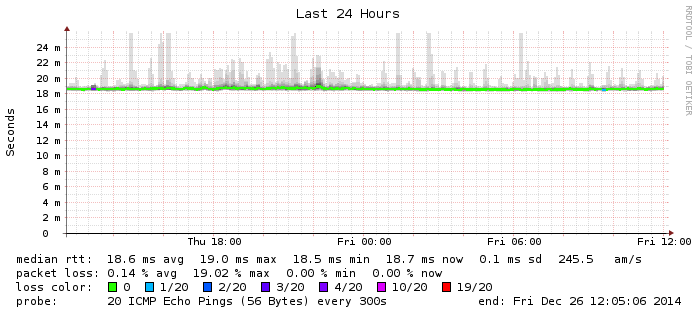 Last 24 Hours
RRDTOOL / TOBI OETIKER
Seconds
24 m
22 m
20 m
18 m
16 m
14 m
12 m
10 m
8 m
6 m
4 m
2 m
0
Thu 18:00 Fri 00:00 Fri 06:00 Fri 12:00
median rtt: 18.6 ms avg 19.0 ms max 18.5 ms min 18.7 ms now 0.1 ms sd 245.5 am/s
packet loss: 0.14 % avg 19.02 % max 0.00 % min 0.00 % now
loss color: 0 1/20 2/20 3/20 4/20 10/20 19/20
probe: 20 ICMP Echo Pings (56 Bytes) every 300s end: Fri Dec 26 12:05:06 2014